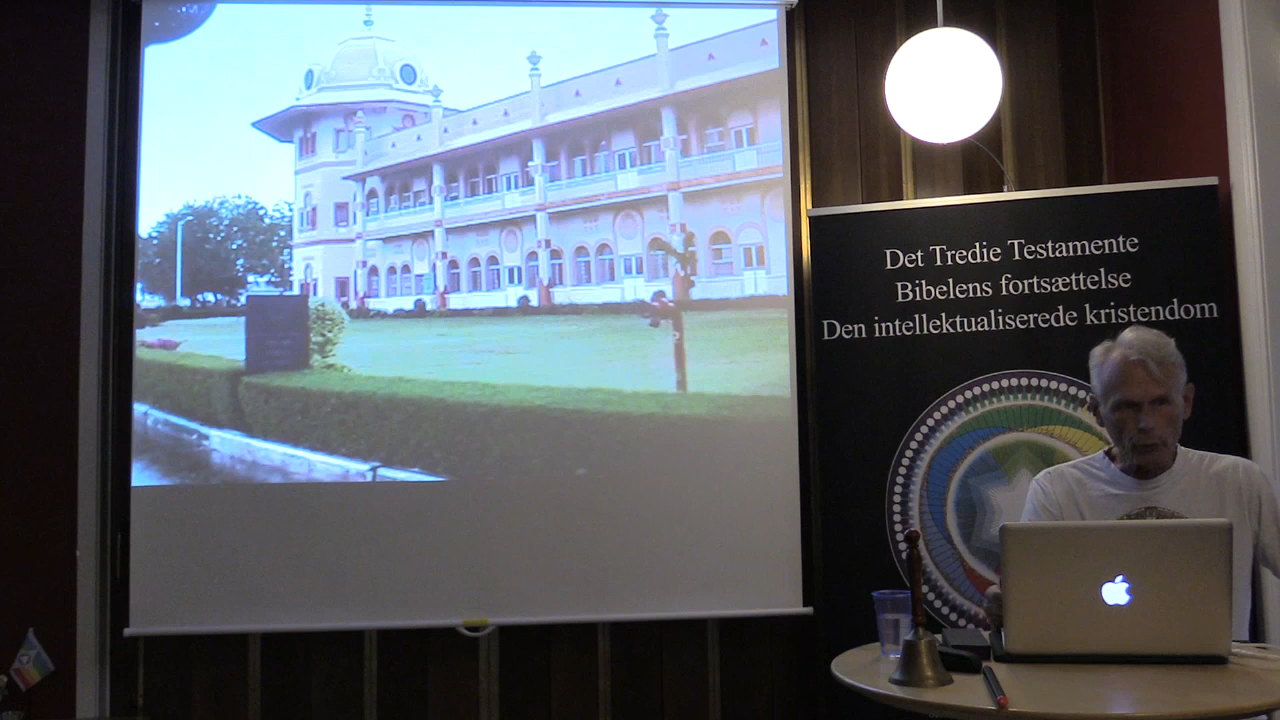 Det Tredie Testamente
Bibelens fortsættelse
Den intellektualiserede kristendom